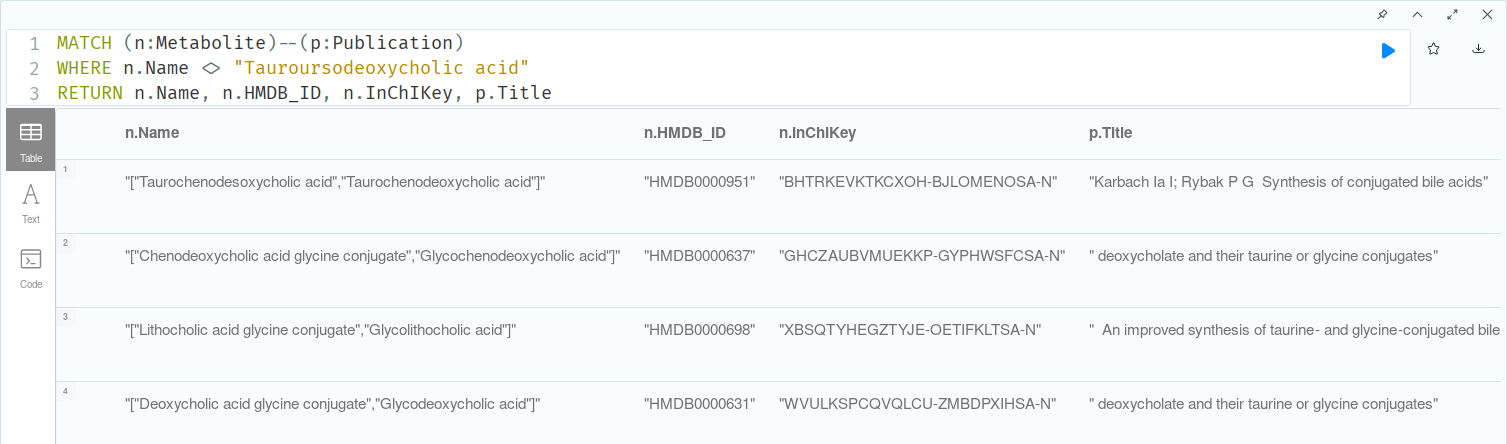 1 MATCH (n:Metabolite)--(p:Publication)
2 WHERE n.Name <> "Tauroursodeoxycholic acid"
3 RETURN n.Name, n.HMDB_ID, n.InChIKey, p.Title
Table
Text
Code
n.Name n.HMDB_ID n.InChIKey p.Title
1 "["Taurochenodesoxycholic acid","Taurochenodeoxycholic acid"]" "HMDB0000951" "BHTRKEVKTKCXOH-BJLOMENOSA-N" "Karbach Ia I; Rybak P G  Synthesis of conjugated bile acids"
2 "["Chenodeoxycholic acid glycine conjugate","Glycochenodeoxycholic acid"]" "HMDB0000637" "GHCZAUBVMUEKKP-GYPHWSFCSA-N" " deoxycholate and their taurine or glycine conjugates"
3 "["Lithocholic acid glycine conjugate","Glycolithocholic acid"]" "HMDB0000698" "XBSQTYHEGZTYJE-OETIFKLTSA-N" "  An improved synthesis of taurine- and glycine-conjugated bile
4 "["Deoxycholic acid glycine conjugate","Glycodeoxycholic acid"]" "HMDB0000631" "WVULKSPCQVQLCU-ZMBDPXIHSA-N" " deoxycholate and their taurine or glycine conjugates"